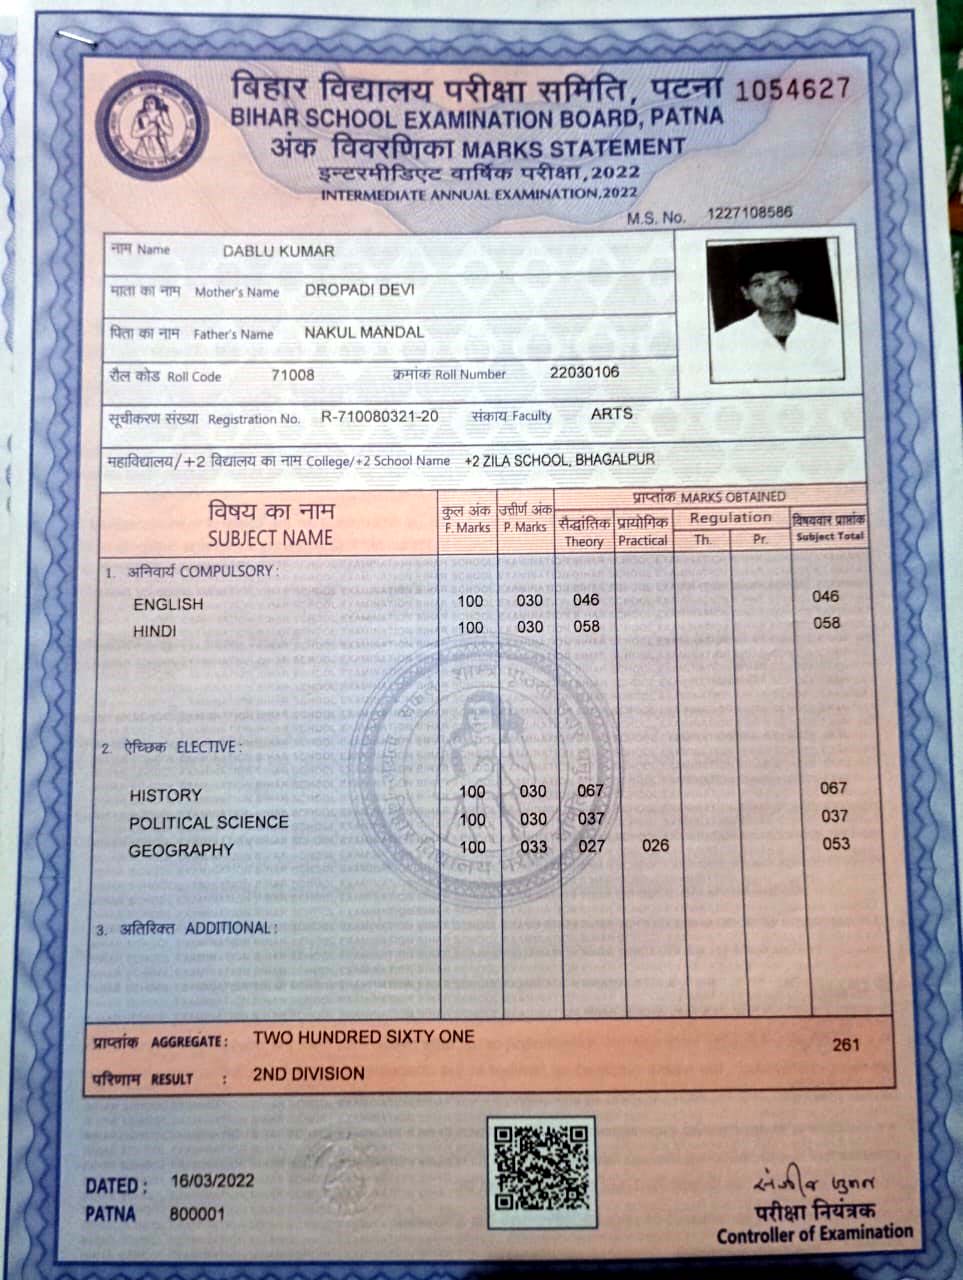 बिहार विद्यालय परीक्षा समिति, पटना 1054627
BIHAR SCHOOL EXAMINATION BOARD, PATNA
अंक विवरणिका MARKS STATEMENT
इन्टरमीडिएट वार्षिक परीक्षा, 2022
INTERMEDIATE ANNUAL EXAMINATION, 2022
M.S. No. 1227108586
नाम Name DABLU KUMAR
माता का नाम Mother's Name DROPADI DEVI
पिता का नाम Father's Name NAKUL MANDAL
रौल कोड Roll Code 71008 क्रमांक Roll Number 22030106
सूचीकरण संख्या Registration No. R-710080321-20 संकाय Faculty ARTS
महाविद्यालय/+2 विद्यालय का नाम College/+2 School Name +2 ZILA SCHOOL, BHAGALPUR
विषय का नाम SUBJECT NAME कुल अंक F. Marks उत्तीर्ण अंक P. Marks प्राप्तांक MARKS OBTAINED
सैद्धांतिक Theory प्रायोगिक Practical Regulation Th. Pr. विषयवार प्राप्तांक Subject Total
1. अनिवार्य COMPULSORY:
ENGLISH 100 030 046 046
HINDI 100 030 058 058
2. ऐच्छिक ELECTIVE:
HISTORY 100 030 067 067
POLITICAL SCIENCE 100 030 037 037
GEOGRAPHY 100 033 027 026 053
3. अतिरिक्त ADDITIONAL:
प्राप्तांक AGGREGATE: TWO HUNDRED SIXTY ONE 261
परिणाम RESULT : 2ND DIVISION
DATED: 16/03/2022
PATNA 800001
परीक्षा नियंत्रक
Controller of Examination